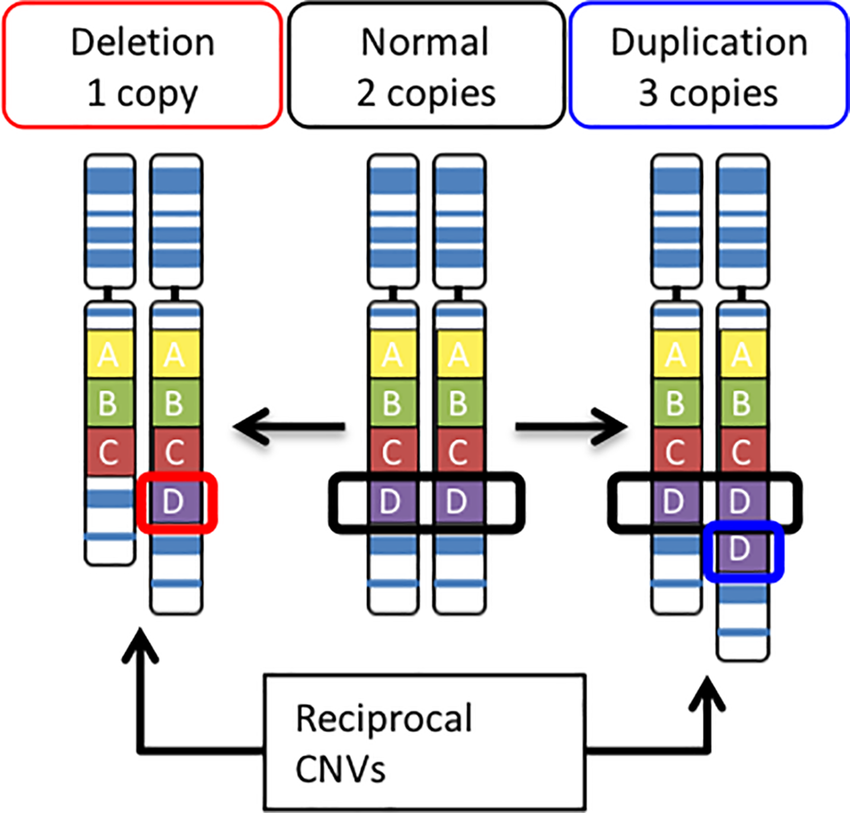 Deletion
1 copy
Normal
2 copies
Duplication
3 copies
A A
B B
C C
D
A A
B B
C C
D D
A A
B B
C C
D D
D
Reciprocal
CNVs